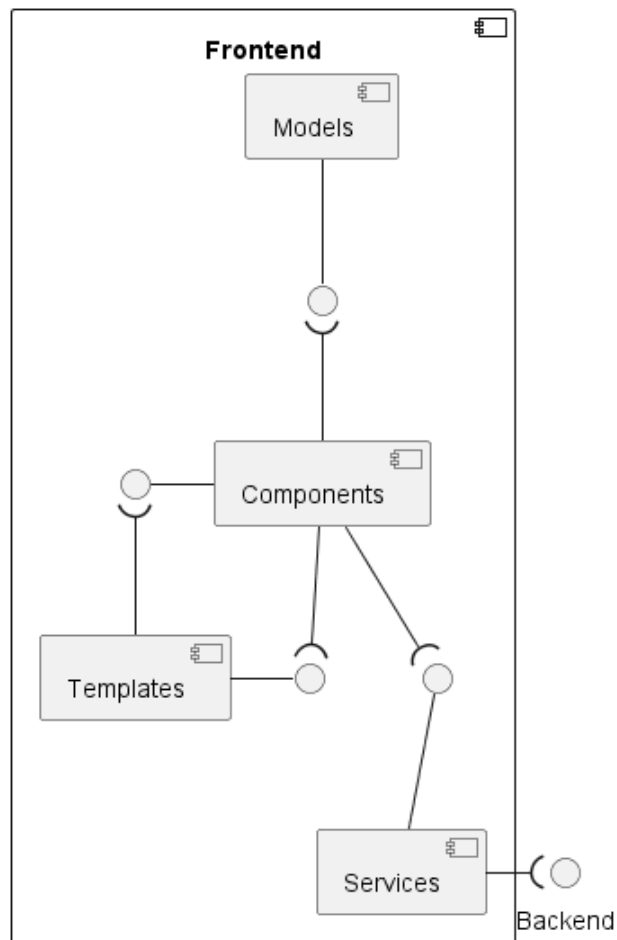 Frontend
Models
Components
Templates
Services
Backend